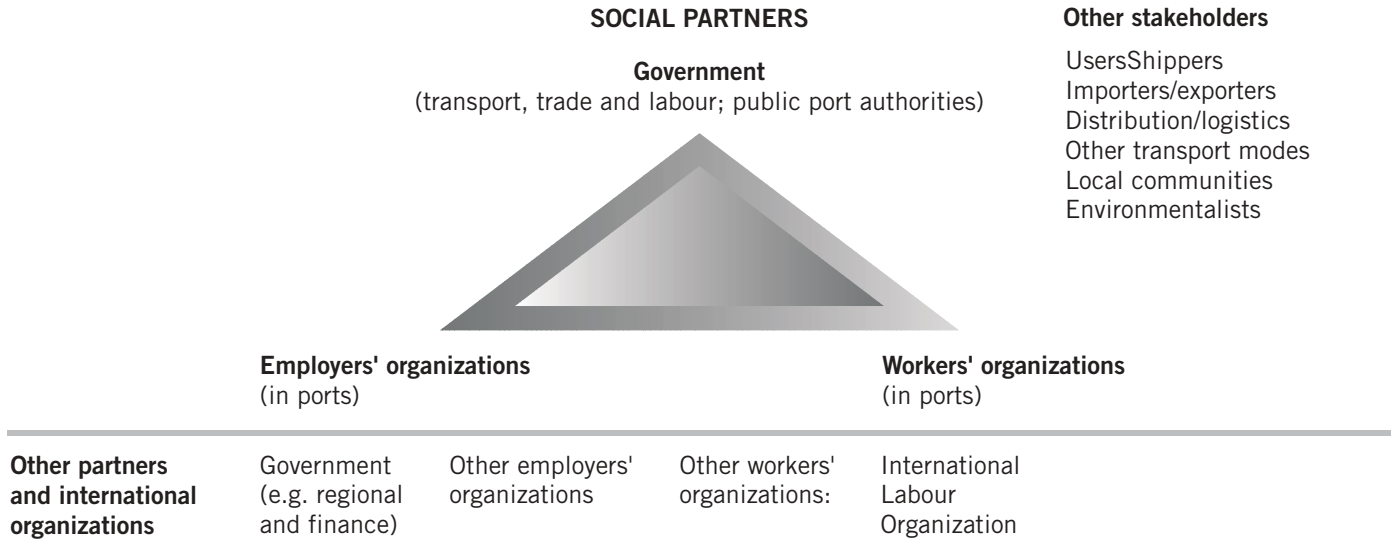 SOCIAL PARTNERS
Government
(transport, trade and labour; public port authorities)
Other stakeholders
UsersShippers
Importers/exporters
Distribution/logistics
Other transport modes
Local communities
Environmentalists
Employers' organizations
(in ports)
Workers' organizations
(in ports)
Other partners
and international
organizations
Government
(e.g. regional
and finance)
Other employers'
organizations
Other workers'
organizations:
International
Labour
Organization